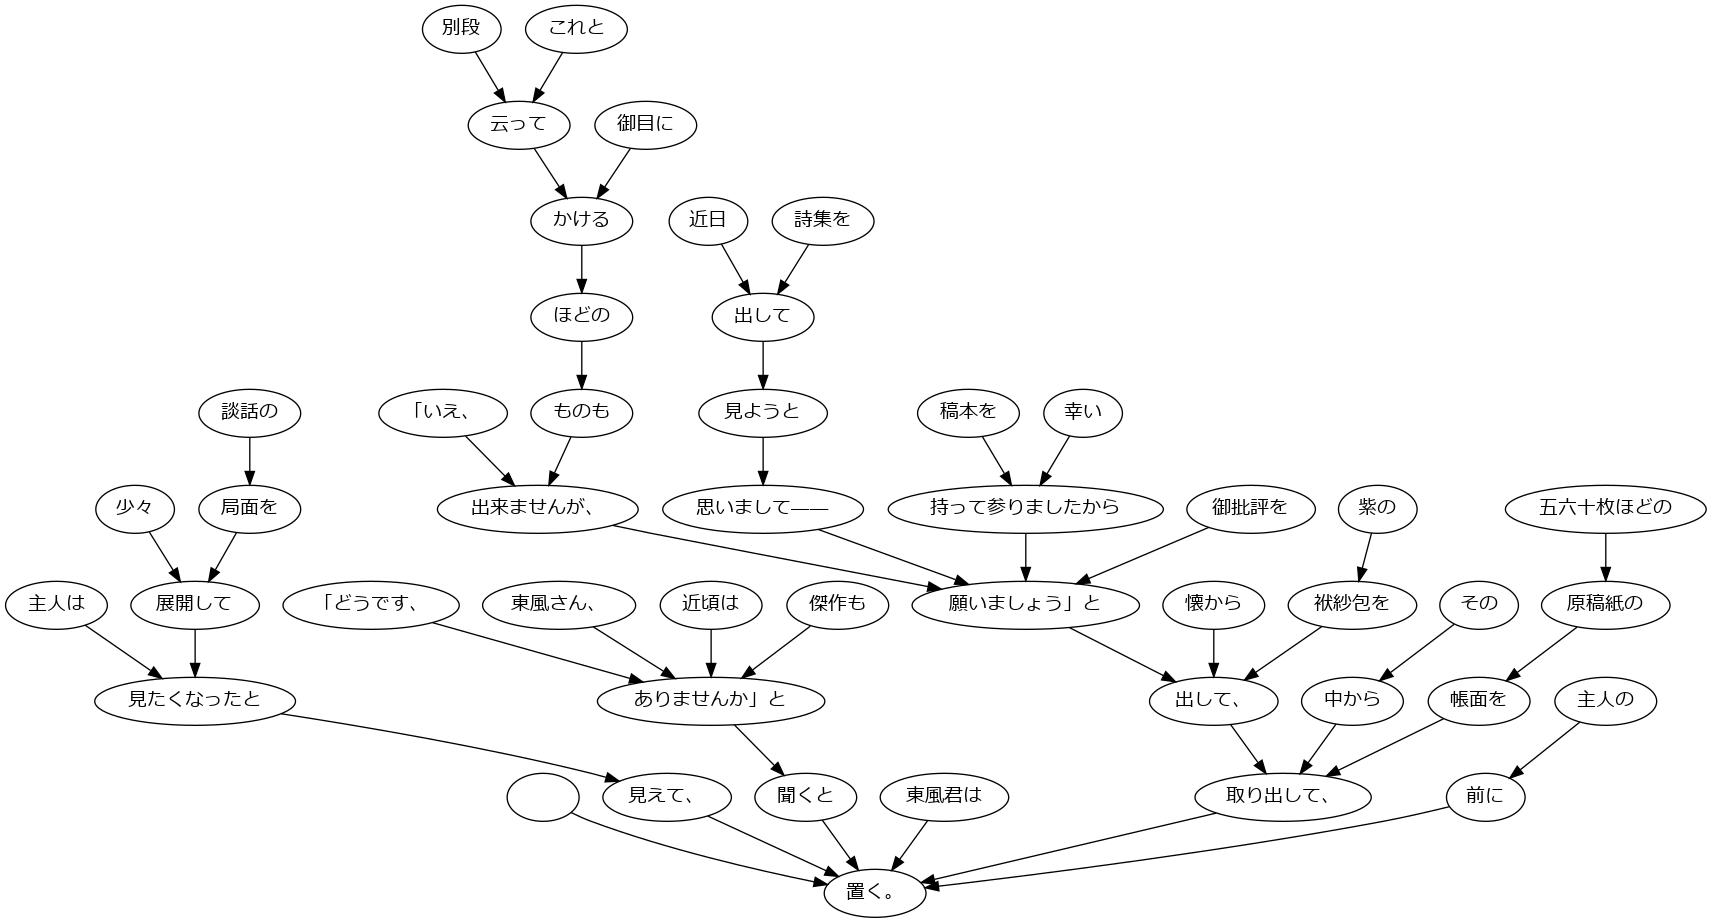 別段
これと
云って
御目に
かける
近日
詩集を
ほどの
出して
談話の
「いえ、
ものも
見ようと
稿本を
幸い
少々
局面を
出来ませんが、
思いまして――
持って参りましたから
御批評を
紫の
五六十枚ほどの
主人は
展開して
「どうです、
東風さん、
近頃は
傑作も
願いましょう」と
懐から
袱紗包を
その
原稿紙の
見たくなったと
ありませんか」と
出して、
中から
帳面を
主人の
見えて、
聞くと
東風君は
取り出して、
前に
置く。